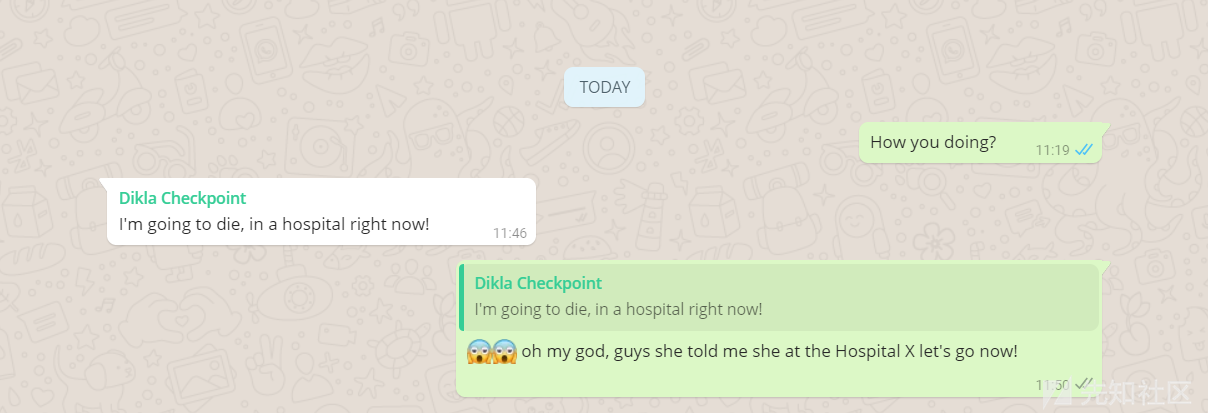 TODAY
How you doing?
11:19
Dikla Checkpoint
I'm going to die, in a hospital right now!
11:46
Dikla Checkpoint
I'm going to die, in a hospital right now!
😱😱 oh my god, guys she told me she at the Hospital X let's go now!
11:50
先知社区